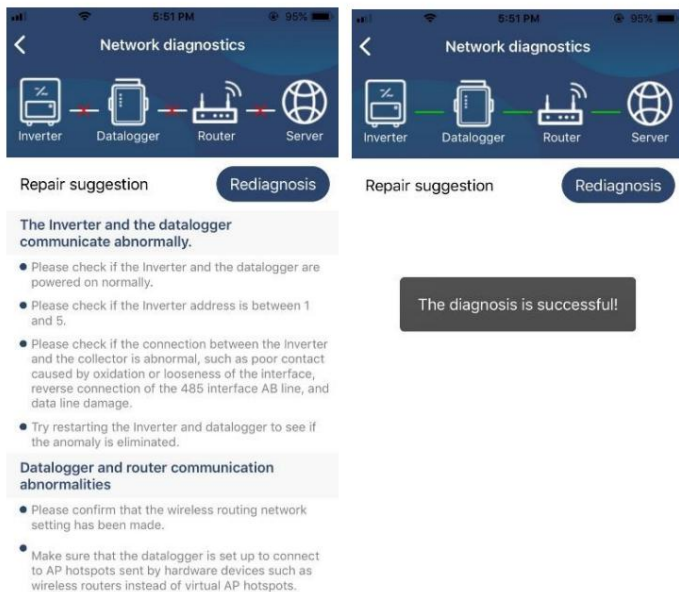 5:51 PM
95%
Network diagnostics
Inverter
Datalogger
Router
Server
Repair suggestion
Rediagnosis
The Inverter and the datalogger
communicate abnormally.
Please check if the Inverter and the datalogger are
powered on normally.
Please check if the Inverter address is between 1
and 5.
Please check if the connection between the Inverter
and the collector is abnormal, such as poor contact
caused by oxidation or looseness of the interface,
reverse connection of the 485 interface AB line, and
data line damage.
Try restarting the Inverter and datalogger to see if
the anomaly is eliminated.
Datalogger and router communication
abnormalities
Please confirm that the wireless routing network
setting has been made.
Make sure that the datalogger is set up to connect
to AP hotspots sent by hardware devices such as
wireless routers instead of virtual AP hotspots.
5:51 PM
95%
Network diagnostics
Inverter
Datalogger
Router
Server
Repair suggestion
Rediagnosis
The diagnosis is successful!